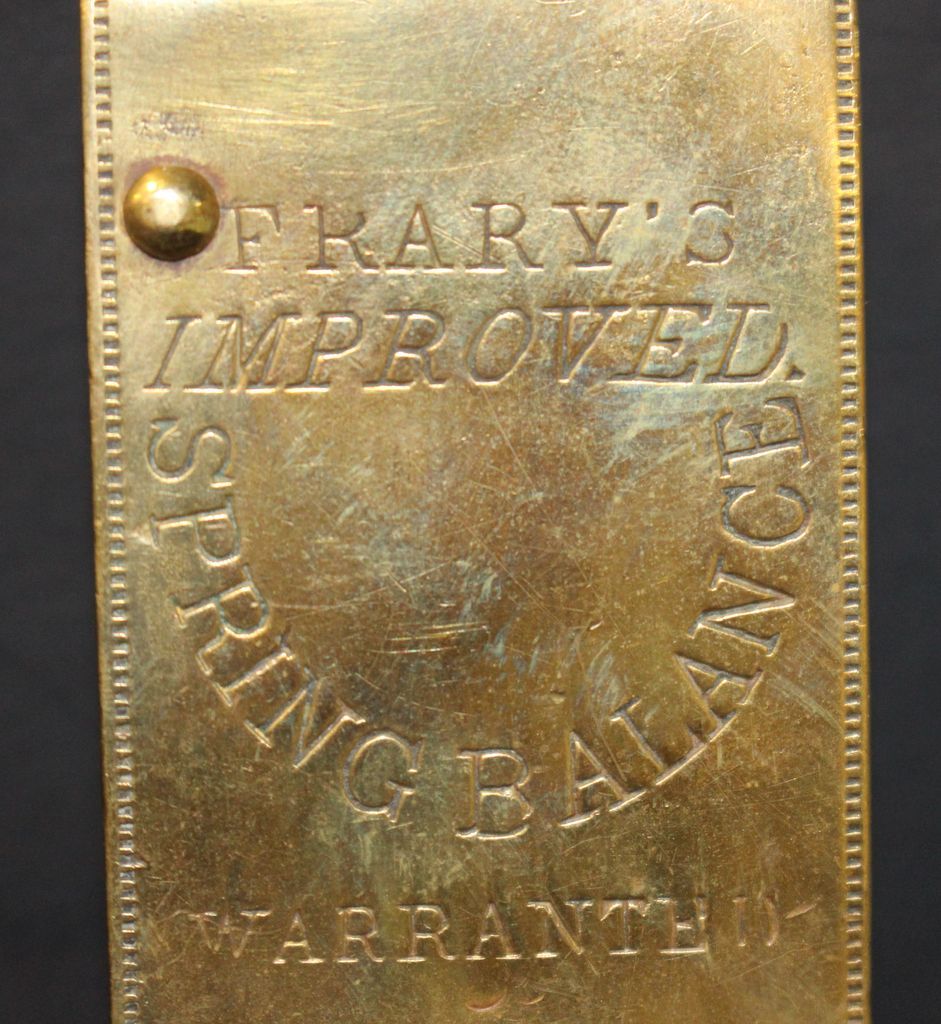 FRARY'S
IMPROVED.
SPRING BALANCE
WARRANTED